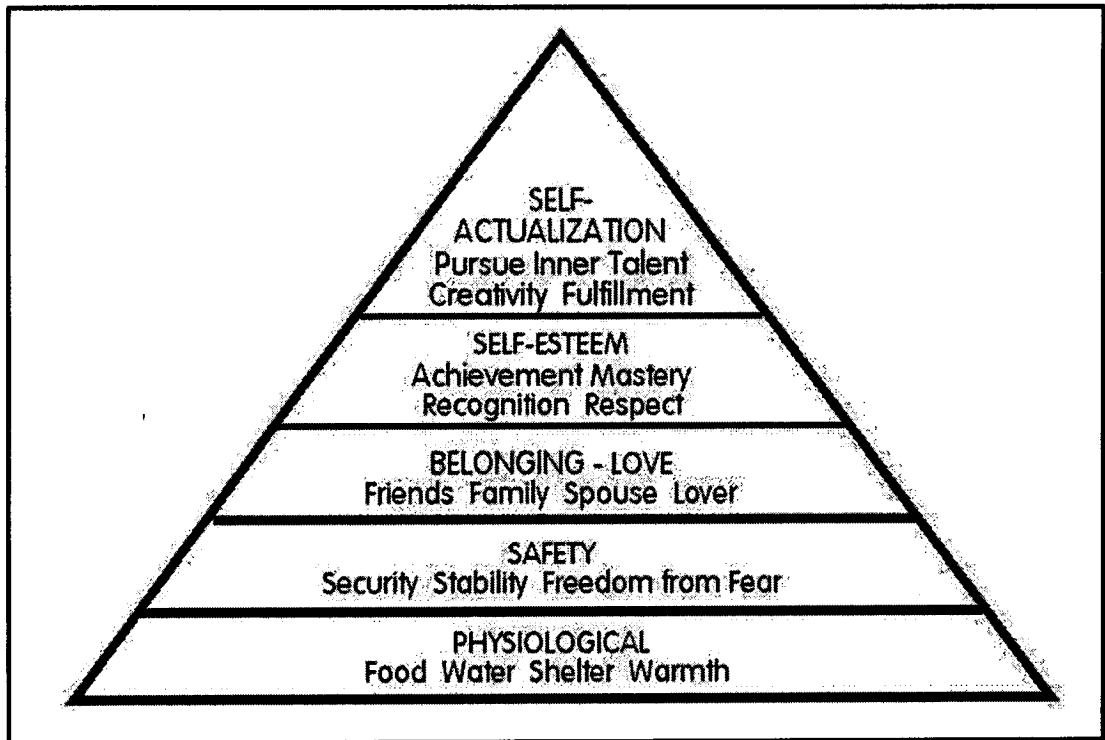 SELF-
ACTUALIZATION
Pursue Inner Talent
Creativity Fulfillment
SELF-ESTEEM
Achievement Mastery
Recognition Respect
BELONGING - LOVE
Friends Family Spouse Lover
SAFETY
Security Stability Freedom from Fear
PHYSIOLOGICAL
Food Water Shelter Warmth